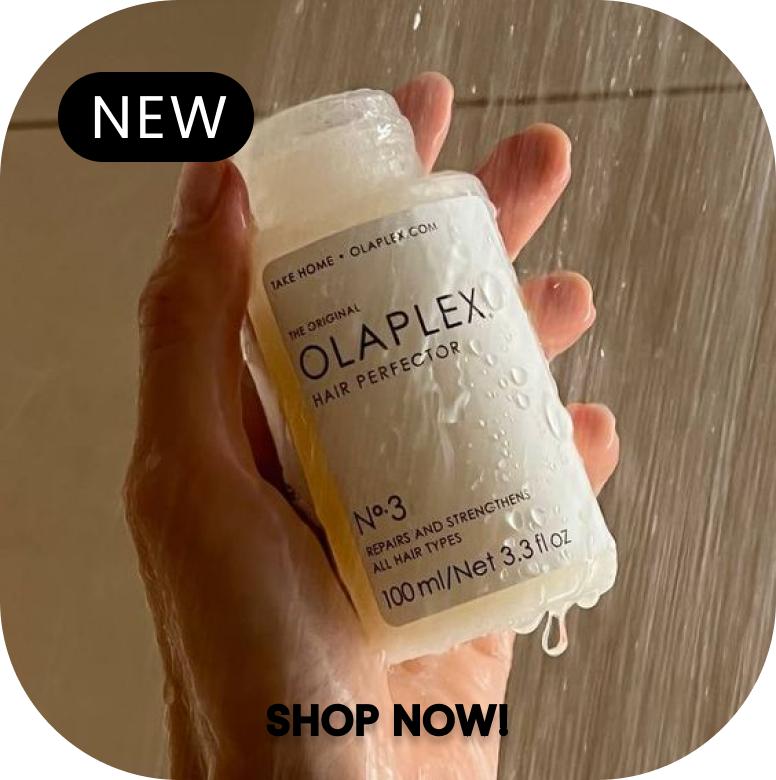 NEW
TAKE HOME • OLAPLEX.COM
THE ORIGINAL
OLAPLEX.
HAIR PERFECTOR
Nº.3
REPAIRS AND STRENGTHENS
ALL HAIR TYPES
100 ml/Net 3.3 fl oz
SHOP NOW!